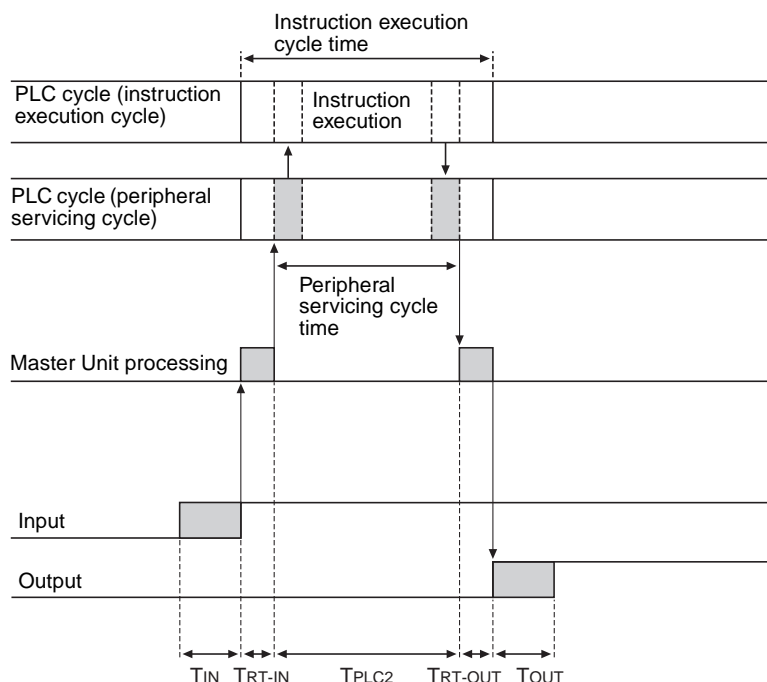 Instruction execution
cycle time
PLC cycle (instruction
execution cycle)
Instruction
execution
PLC cycle (peripheral
servicing cycle)
Peripheral
servicing cycle
time
Master Unit processing
Input
Output
TIN TRT-IN TPLC2 TRT-OUT TOUT